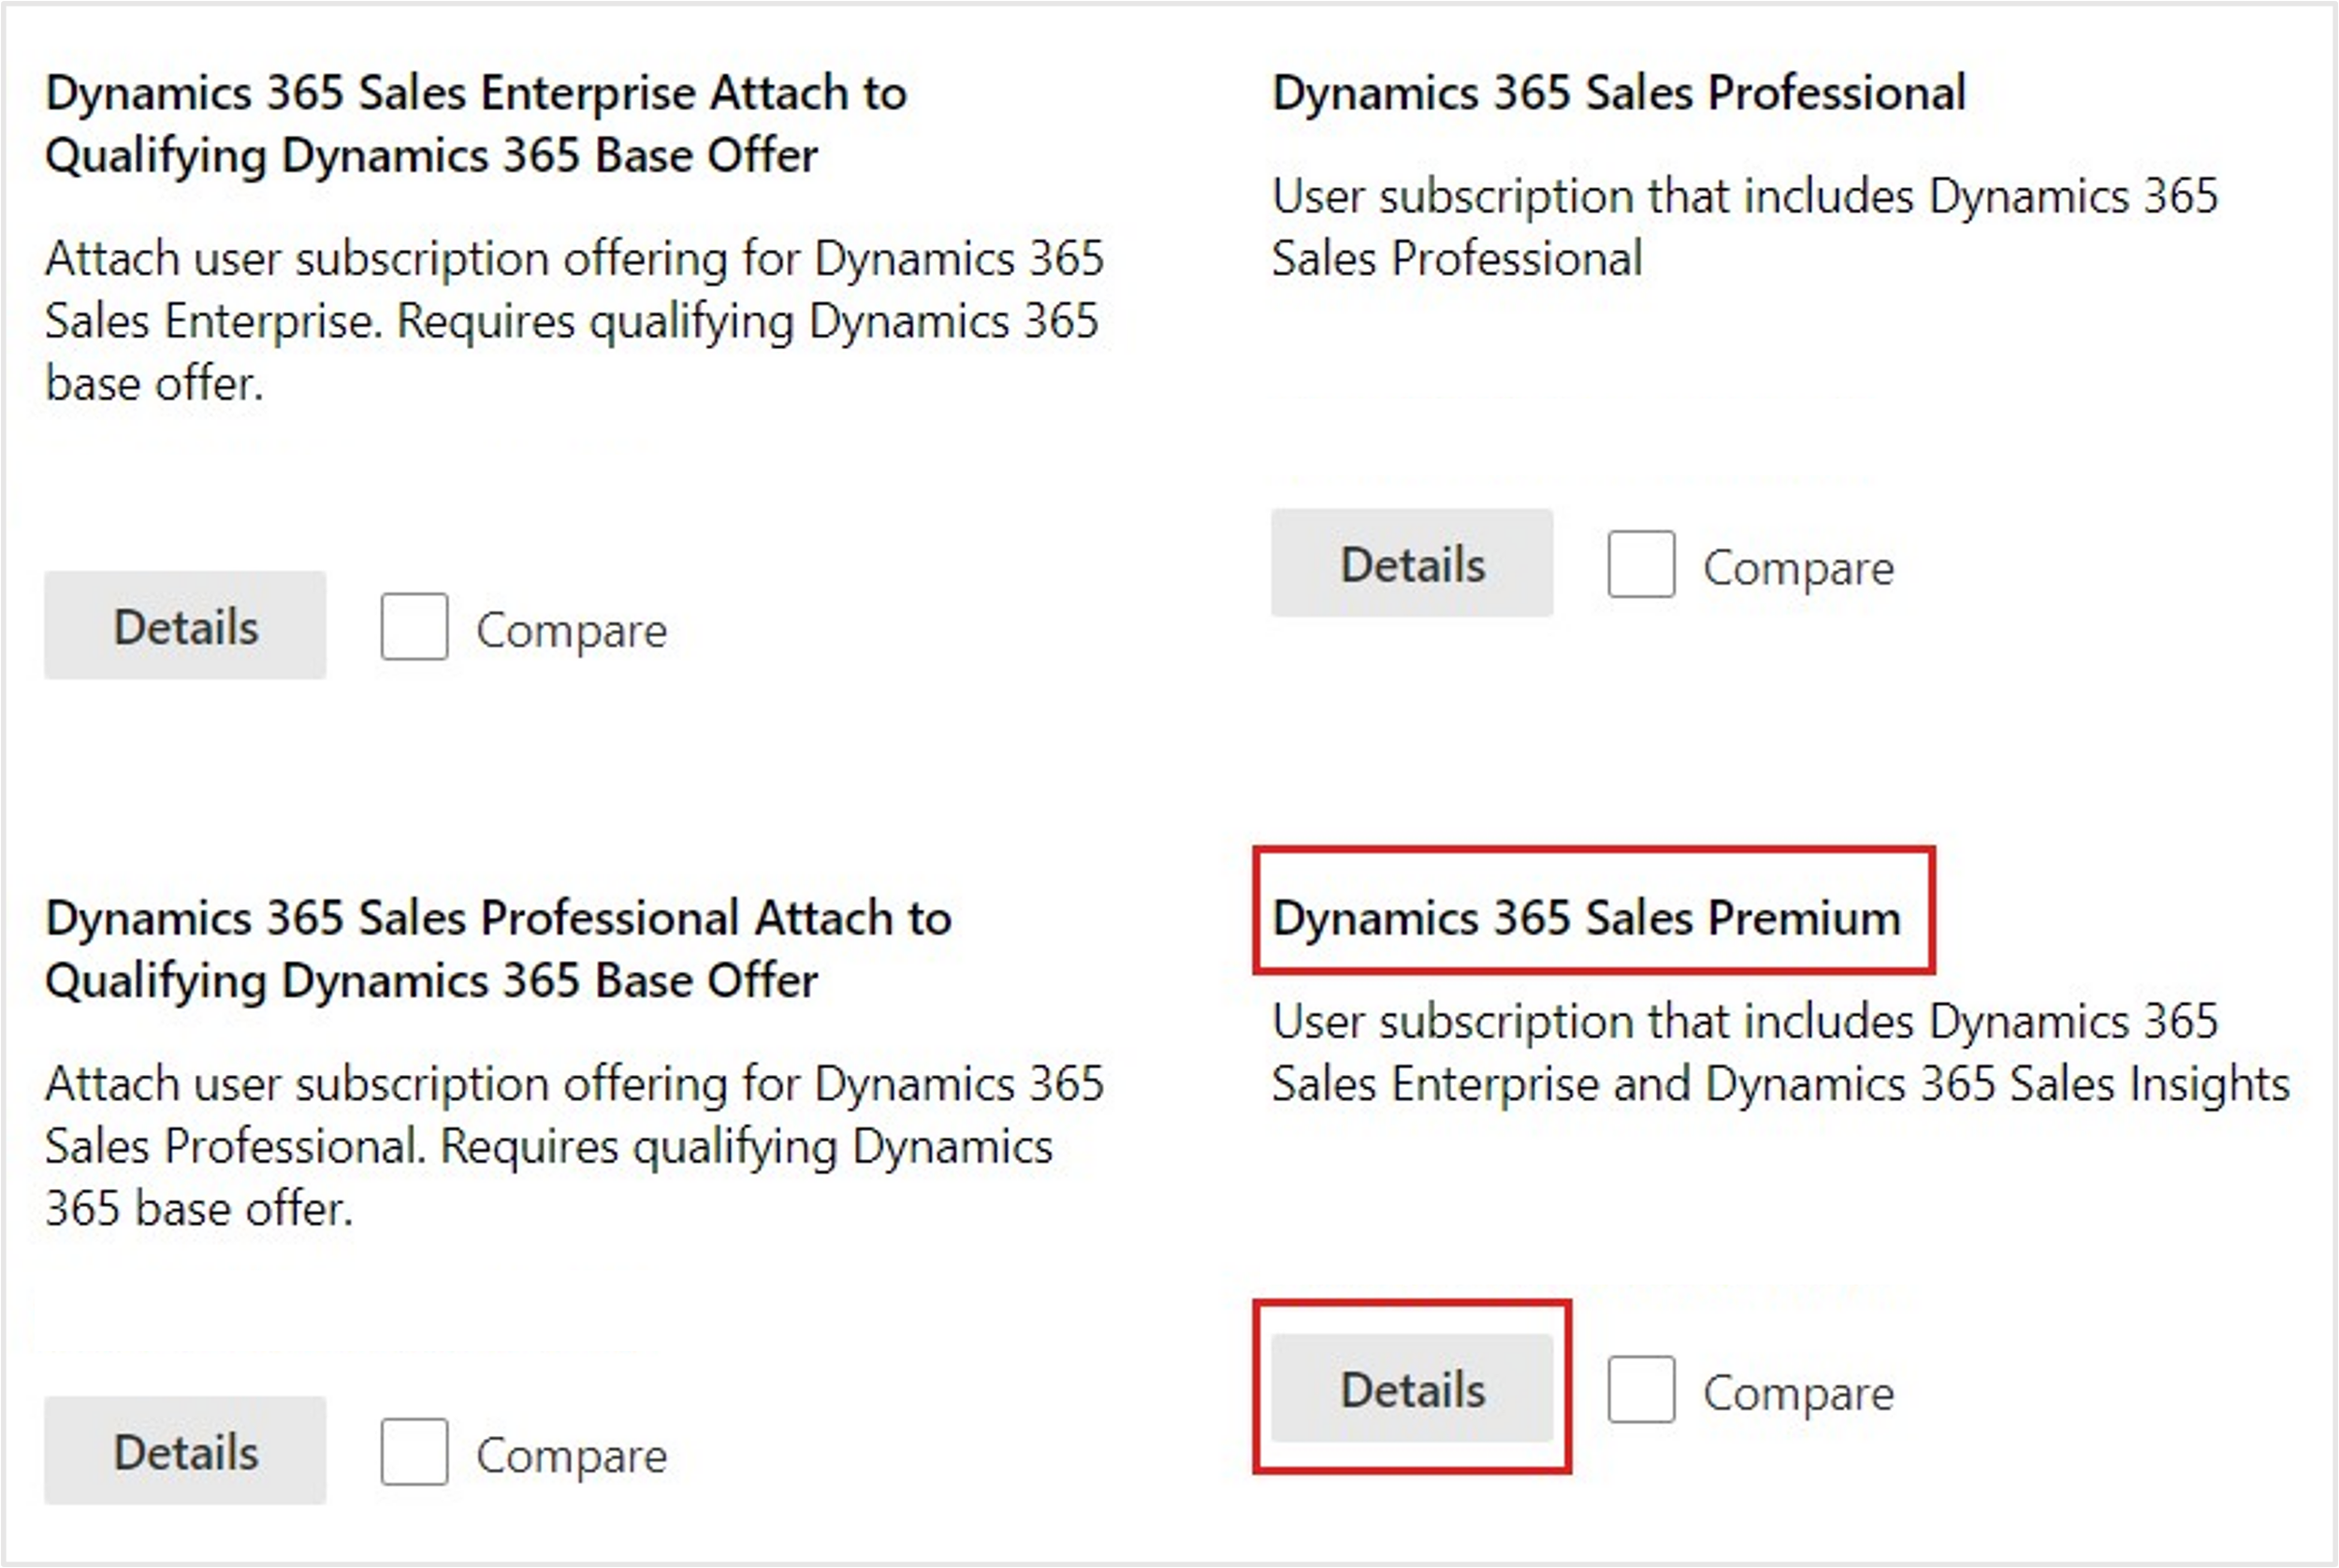 Dynamics 365 Sales Enterprise Attach to
Qualifying Dynamics 365 Base Offer
Attach user subscription offering for Dynamics 365
Sales Enterprise. Requires qualifying Dynamics 365
base offer.
Details
Compare
Dynamics 365 Sales Professional
User subscription that includes Dynamics 365
Sales Professional
Details
Compare
Dynamics 365 Sales Professional Attach to
Qualifying Dynamics 365 Base Offer
Attach user subscription offering for Dynamics 365
Sales Professional. Requires qualifying Dynamics
365 base offer.
Details
Compare
Dynamics 365 Sales Premium
User subscription that includes Dynamics 365
Sales Enterprise and Dynamics 365 Sales Insights
Details
Compare